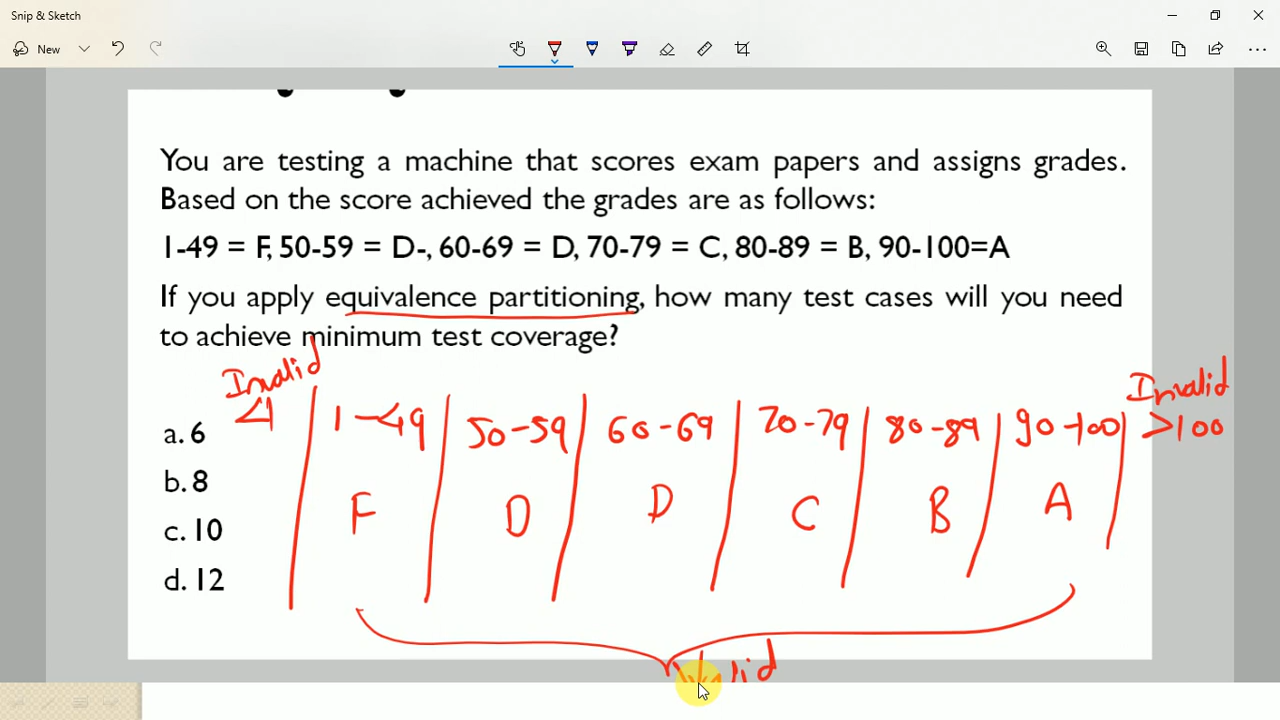 Snip & Sketch
New
You are testing a machine that scores exam papers and assigns grades.
Based on the score achieved the grades are as follows:
1-49 = F, 50-59 = D-, 60-69 = D, 70-79 = C, 80-89 = B, 90-100=A
If you apply equivalence partitioning, how many test cases will you need
to achieve minimum test coverage?
Invalid Invalid
<1 1-49 50-59 60-69 70-79 80-89 90-100 >100
a. 6
b. 8
F D D C B A
c. 10
d. 12
Valid